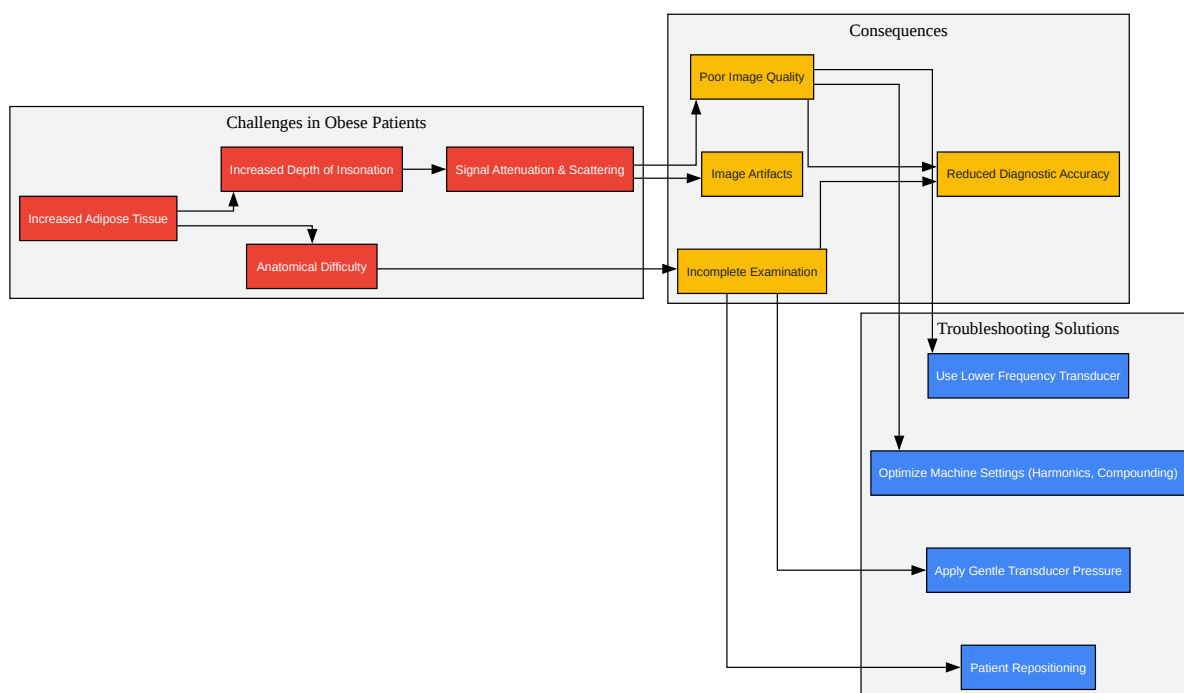 Challenges in Obese Patients
Increased Adipose Tissue
Increased Depth of Insonation
Anatomical Difficulty
Signal Attenuation & Scattering
Consequences
Poor Image Quality
Image Artifacts
Incomplete Examination
Reduced Diagnostic Accuracy
Troubleshooting Solutions
Use Lower Frequency Transducer
Optimize Machine Settings (Harmonics, Compounding)
Apply Gentle Transducer Pressure
Patient Repositioning